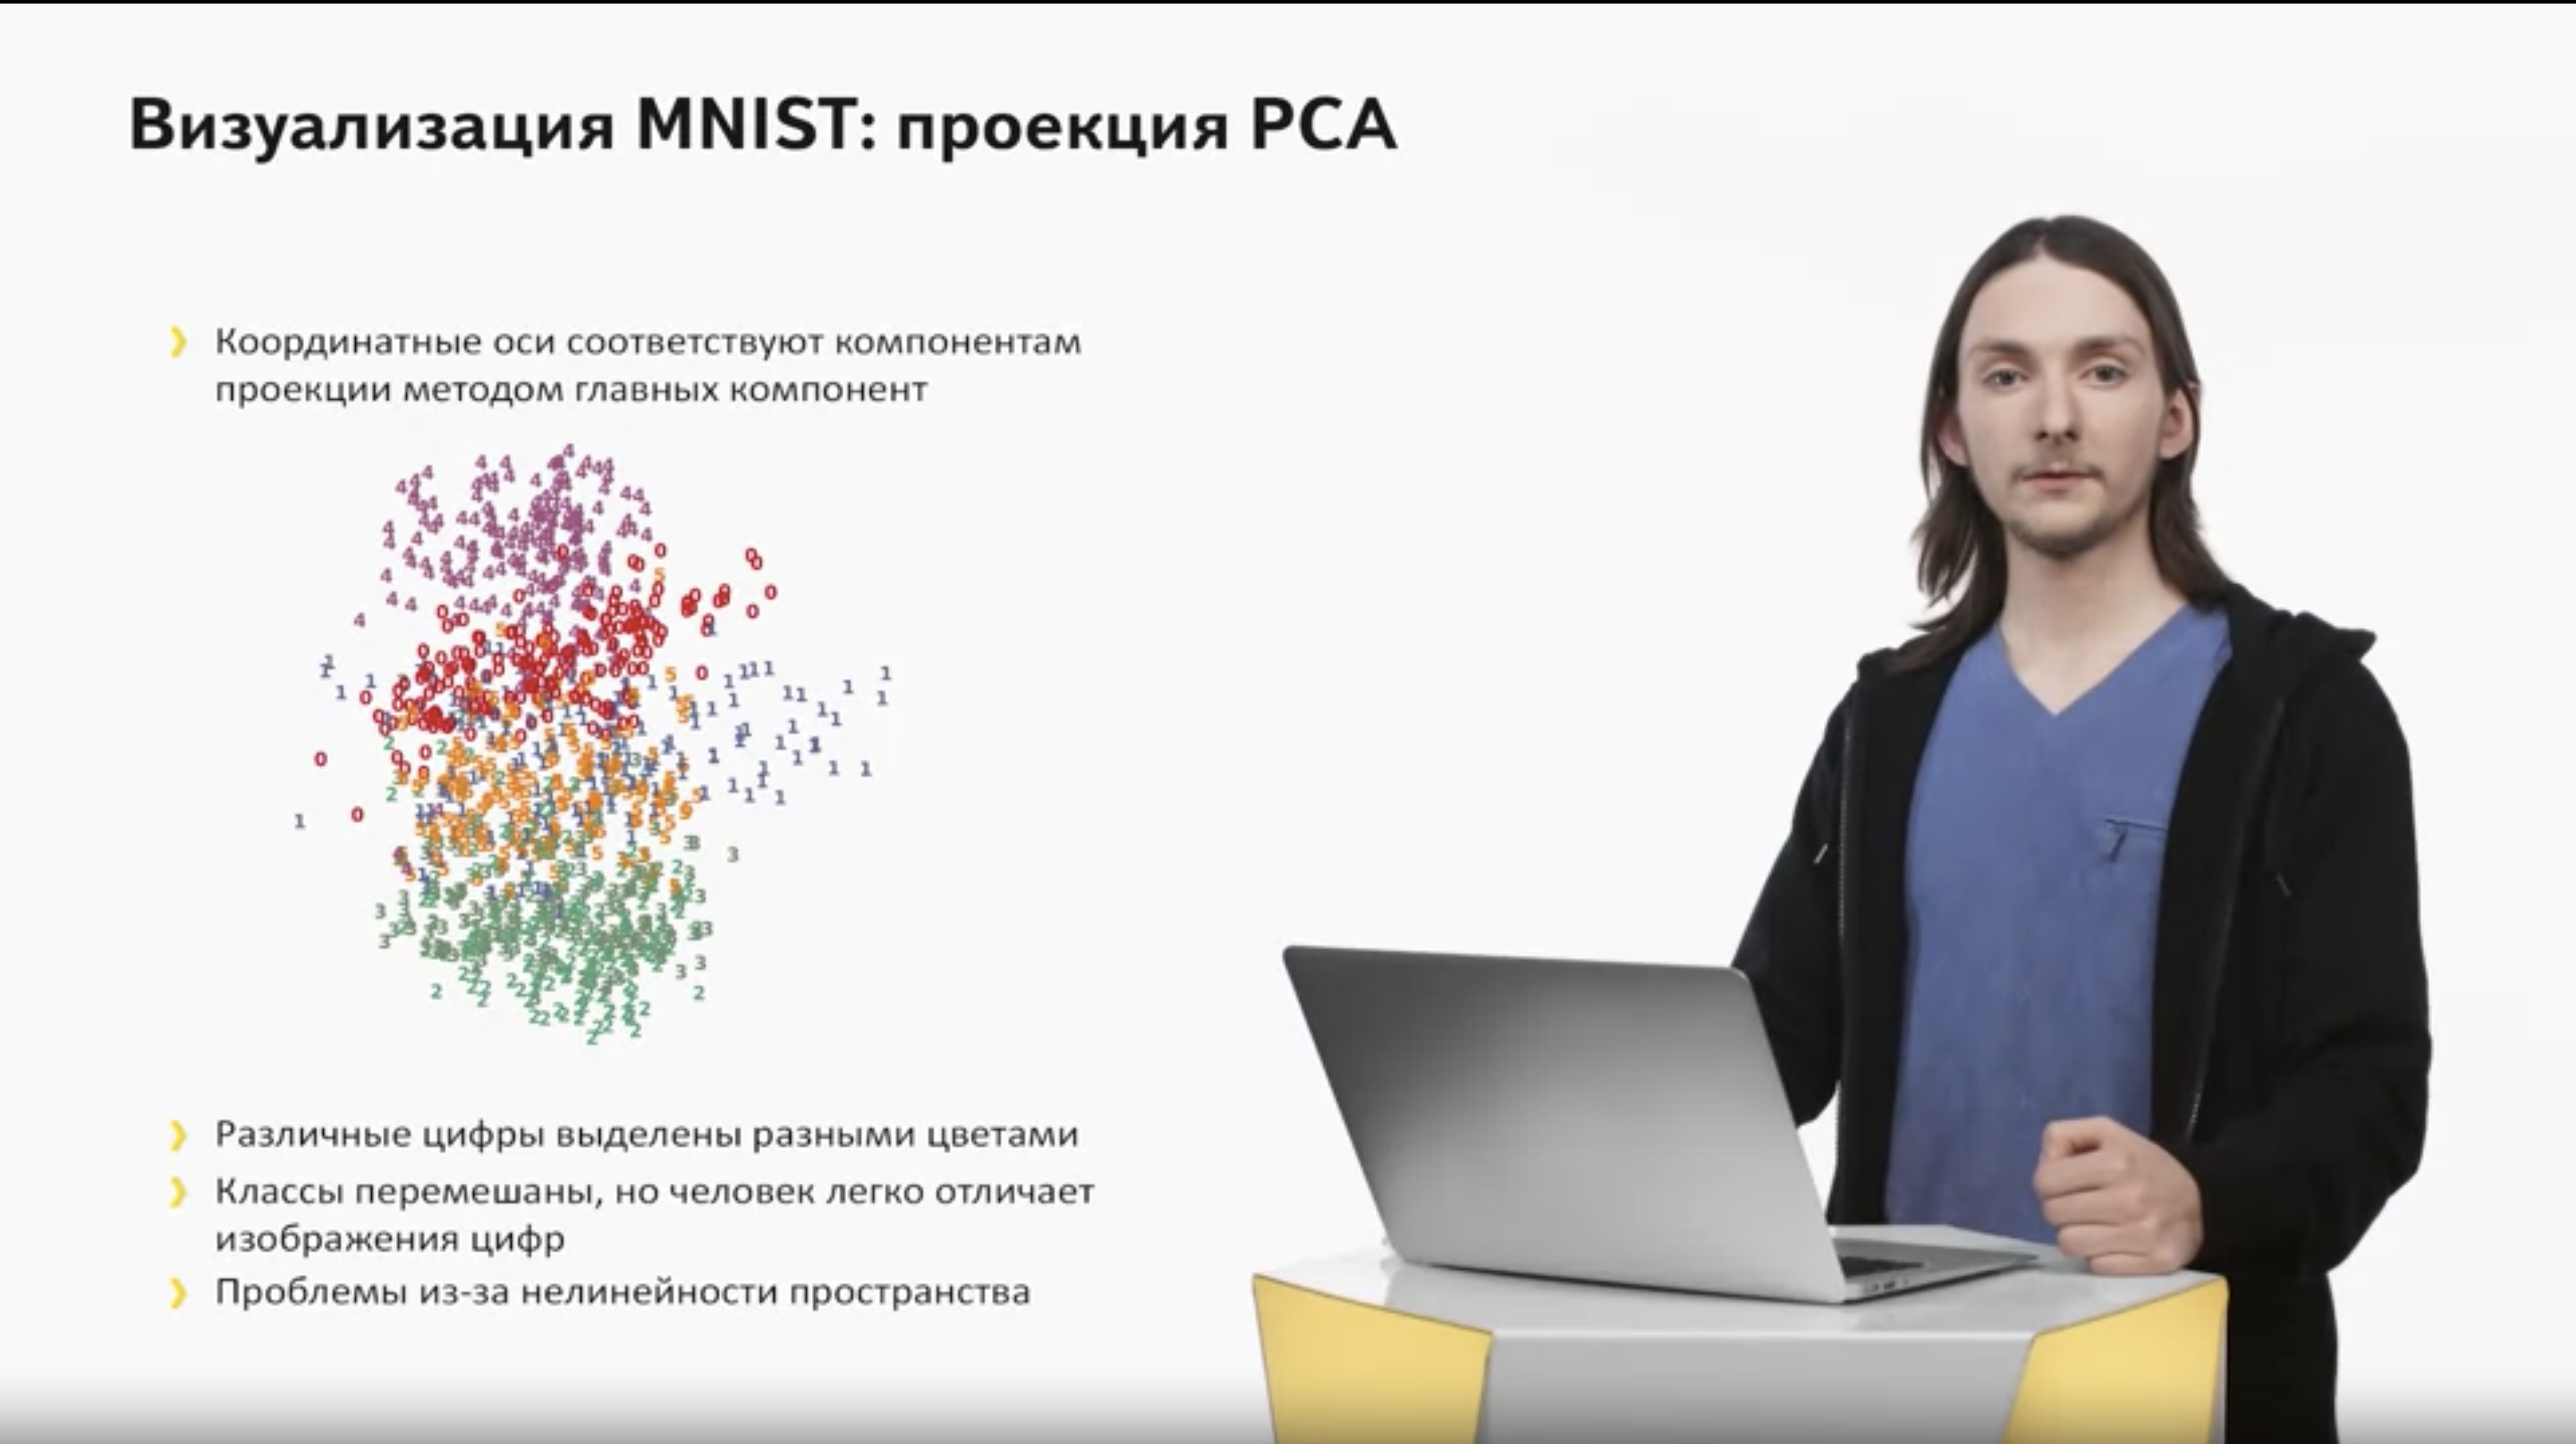 Визуализация MNIST: проекция PCA
Координатные оси соответствуют компонентам
проекции методом главных компонент
Различные цифры выделены разными цветами
Классы перемешаны, но человек легко отличает
изображения цифр
Проблемы из-за нелинейности пространства